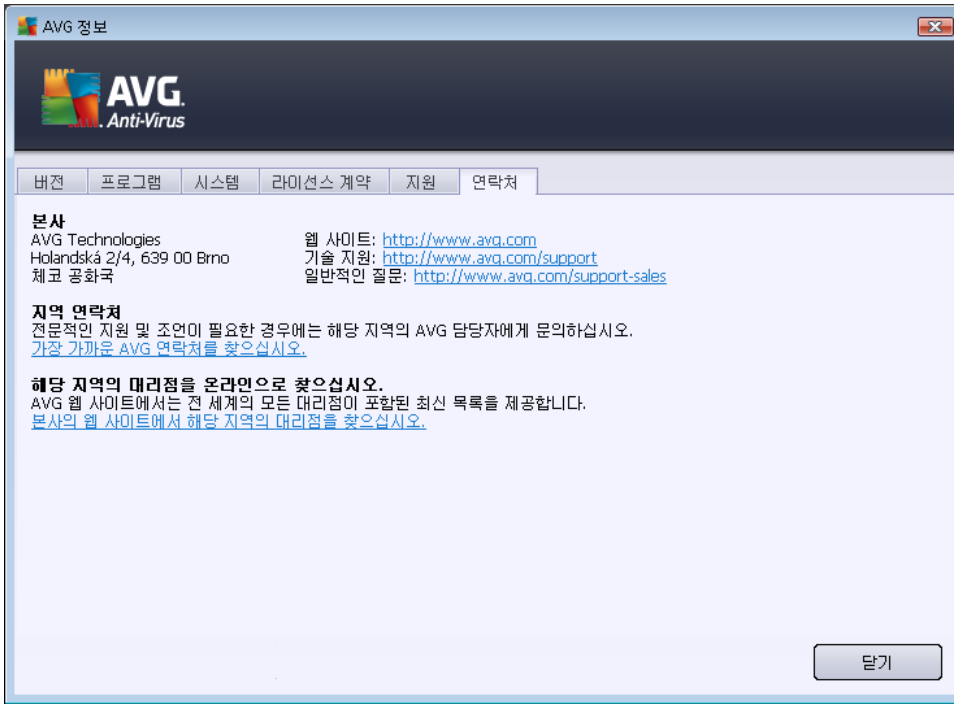 AVG 정보
AVG.
Anti-Virus
버전 프로그램 시스템 라이선스 계약 지원 연락처
본사
AVG Technologies 웹 사이트: http://www.avg.com
Holandská 2/4, 639 00 Brno 기술 지원: http://www.avg.com/support
체코 공화국 일반적인 질문: http://www.avg.com/support-sales
지역 연락처
전문적인 지원 및 조언이 필요한 경우에는 해당 지역의 AVG 담당자에게 문의하십시오.
가장 가까운 AVG 연락처를 찾으십시오.
해당 지역의 대리점을 온라인으로 찾으십시오.
AVG 웹 사이트에서는 전 세계의 모든 대리점이 포함된 최신 목록을 제공합니다.
본사의 웹 사이트에서 해당 지역의 대리점을 찾으십시오.
닫기